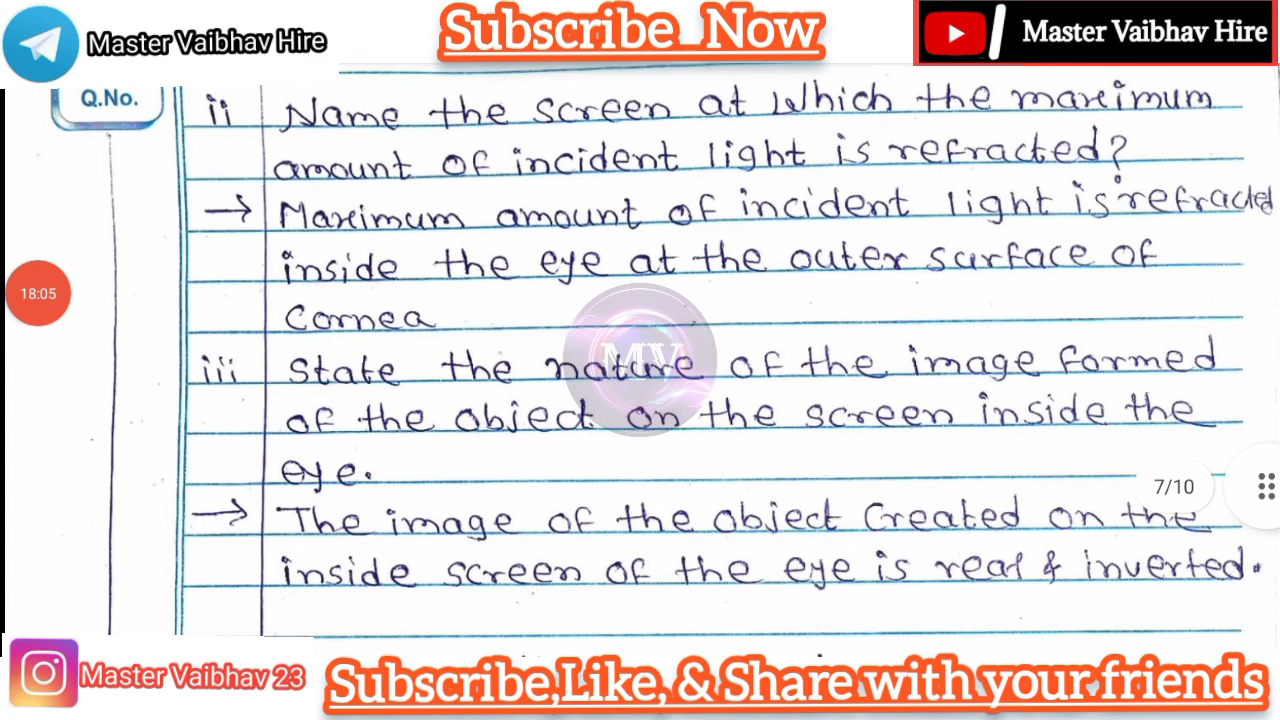 Master Vaibhav Hire
Subscribe Now
Master Vaibhav Hire
Q.No.
ii Name the screen at which the maximum
amount of incident light is refracted?
→ Maximum amount of incident light is refracted
inside the eye at the outer surface of
Cornea
18:05
MV
iii State the nature of the image formed
of the object on the screen inside the
eye.
7/10
→ The image of the object Created on the
inside screen of the eye is real & inverted.
Master Vaibhav 23
Subscribe,Like, & Share with your friends